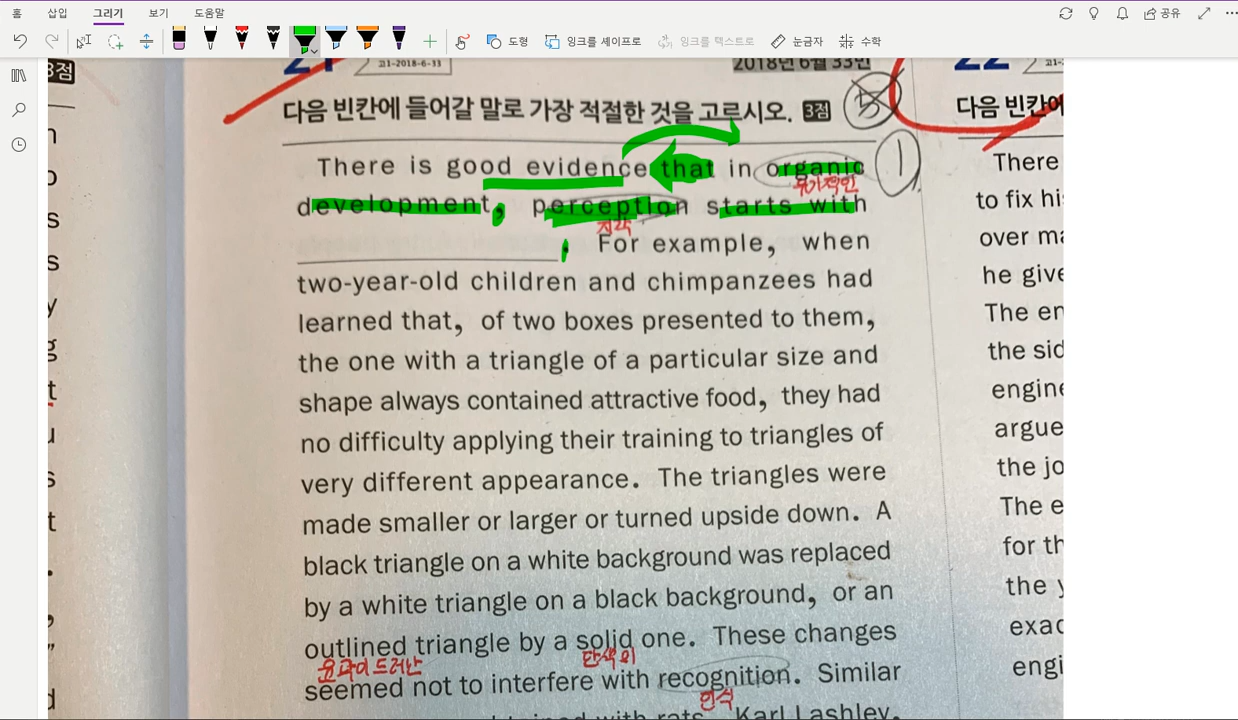 홈 삽입 그리기 보기 도움말
공유
도형 잉크를 셰이프로 잉크를 텍스트로 눈금자 수학
3점 21 고1-2018-6-33 2018년 6월 33번 22
다음 빈칸에 들어갈 말로 가장 적절한 것을 고르시오. 3점 5
There is good evidence that in organic 1
development, perception starts with
지각
. For example, when
two-year-old children and chimpanzees had
learned that, of two boxes presented to them,
the one with a triangle of a particular size and
shape always contained attractive food, they had
no difficulty applying their training to triangles of
very different appearance. The triangles were
made smaller or larger or turned upside down. A
black triangle on a white background was replaced
by a white triangle on a black background, or an
outlined triangle by a solid one. These changes
윤곽이 드러난 단색의
seemed not to interfere with recognition. Similar
인식
with rats. Karl Lashley,
다음 빈칸에
There
to fix his
over ma
he give
The en
the sid
engine
argue
the jo
The e
for th
the y
exac
engi